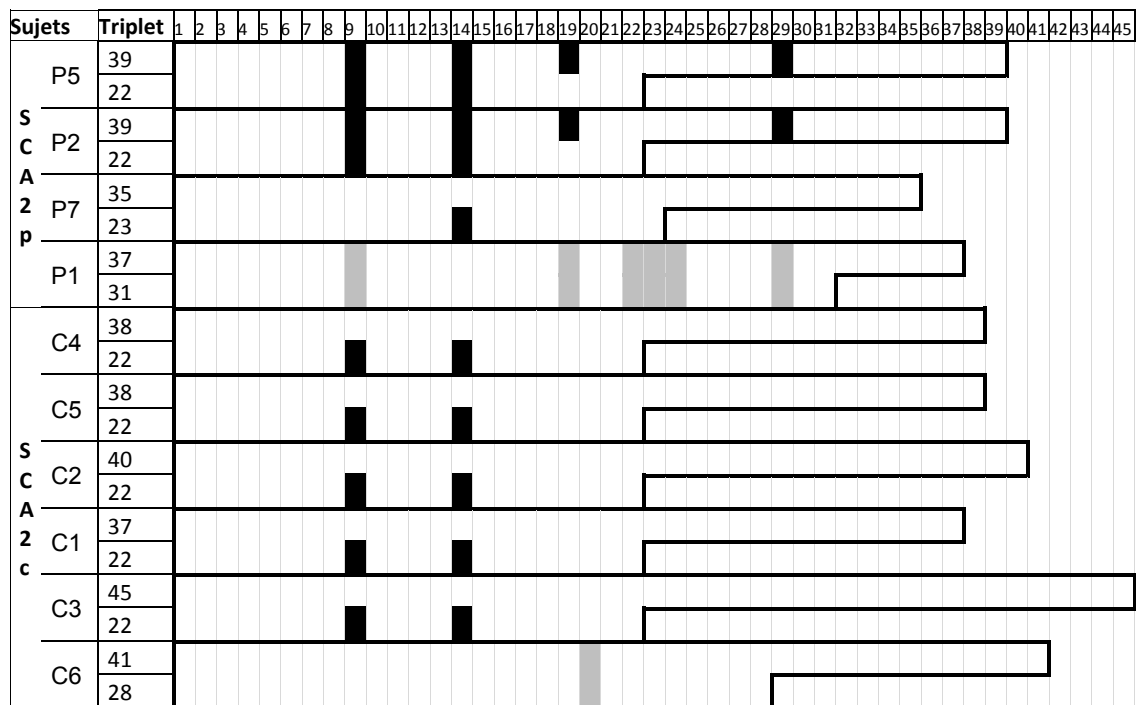 Sujets Triplet 1 2 3 4 5 6 7 8 9 10 11 12 13 14 15 16 17 18 19 20 21 22 23 24 25 26 27 28 29 30 31 32 33 34 35 36 37 38 39 40 41 42 43 44 45
SCA2p
P5 39
22
P2 39
22
P7 35
23
P1 37
31
SCA2c
C4 38
22
C5 38
22
C2 40
22
C1 37
22
C3 45
22
C6 41
28